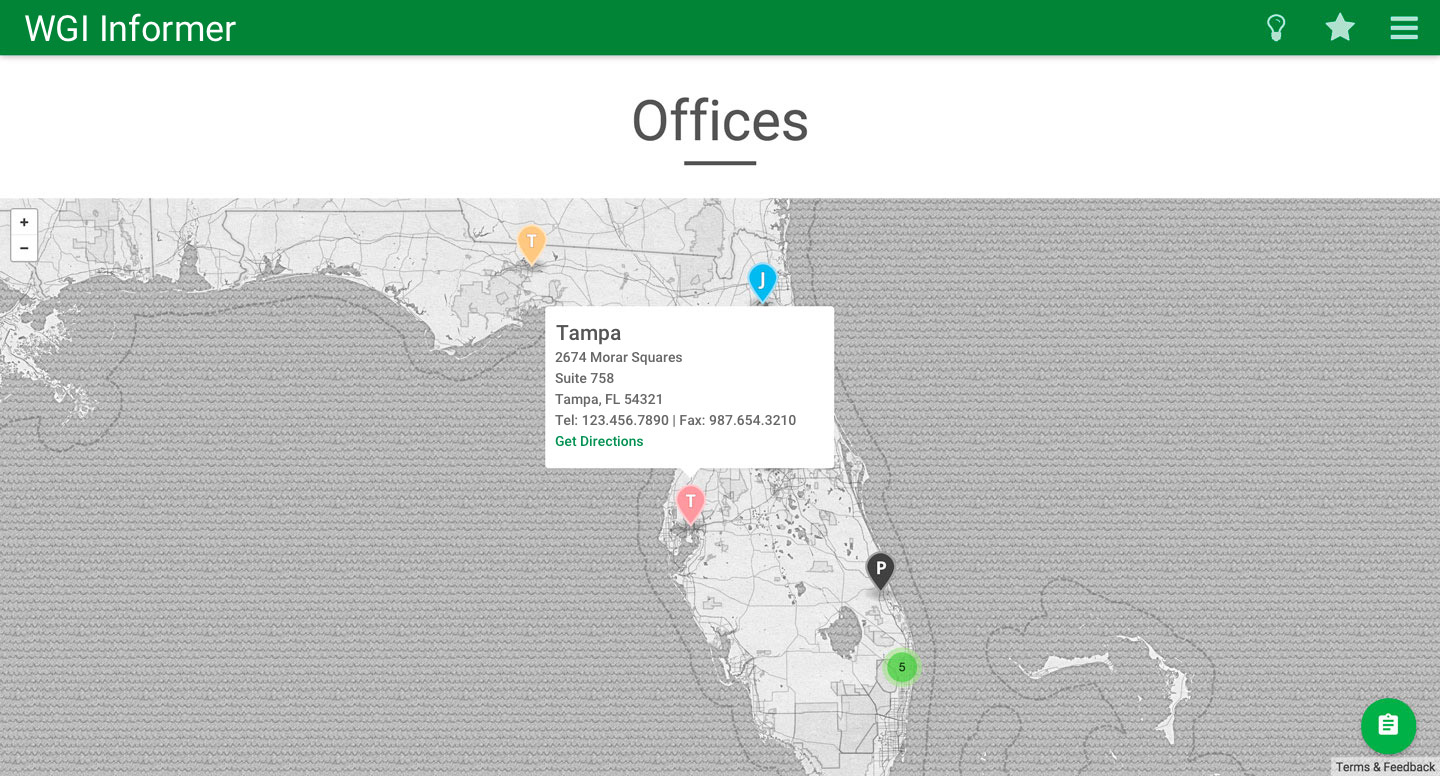 WGI Informer
Offices
+
−
T
J
Tampa
2674 Morar Squares
Suite 758
Tampa, FL 54321
Tel: 123.456.7890 | Fax: 987.654.3210
Get Directions
T
P
5
Terms & Feedback